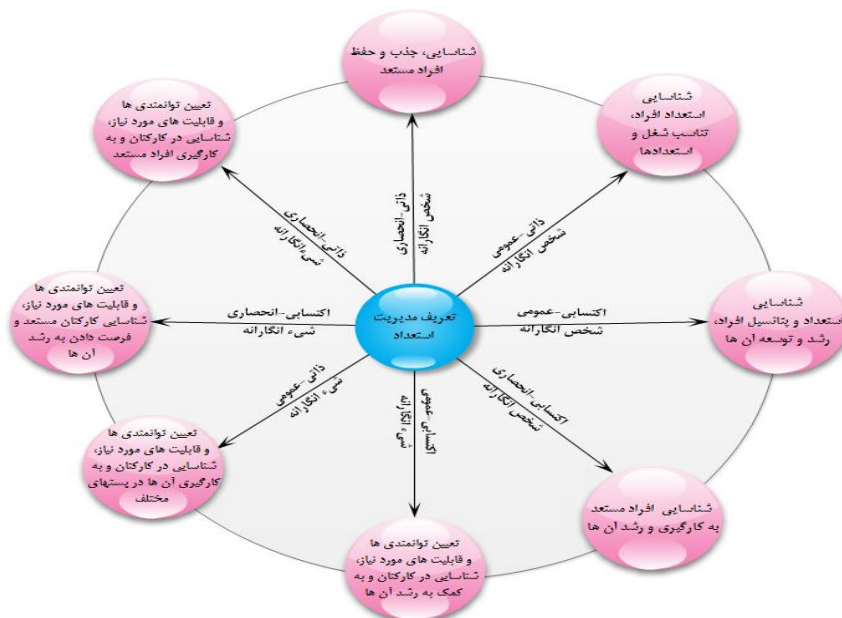 شناسایی، جذب و حفظ
افراد مستعد
شناسایی
استعداد افراد،
تناسب شغل و
استعدادها
تعیین توانمندی ها
و قابلیت های مورد نیاز،
شناسایی در کارکنان و به
کارگیری افراد مستعد
ذاتی-انحصاری
شخص انگارانه
ذاتی-عمومی
شخص انگارانه
ذاتی-انحصاری
شیءانگارانه
شناسایی
استعداد و پتانسیل افراد،
رشد و توسعه آن ها
اکتسابی-عمومی
شخص انگارانه
تعریف مدیریت
استعداد
اکتسابی-انحصاری
شیء انگارانه
تعیین توانمندی ها
و قابلیت های مورد نیاز،
شناسایی کارکنان مستعد و
فرصت دادن به رشد
آن ها
اکتسابی-انحصاری
شخص انگارانه
اکتسابی-عمومی
شیء انگارانه
ذاتی-عمومی
شیء انگارانه
شناسایی افراد مستعد
به کارگیری و رشد آن ها
تعیین توانمندی ها
و قابلیت های مورد نیاز،
شناسایی در کارکنان و به
کمک به رشد آن ها
تعیین توانمندی ها
و قابلیت های مورد نیاز،
شناسایی در کارکنان و به
کارگیری آن ها در پستهای
مختلف